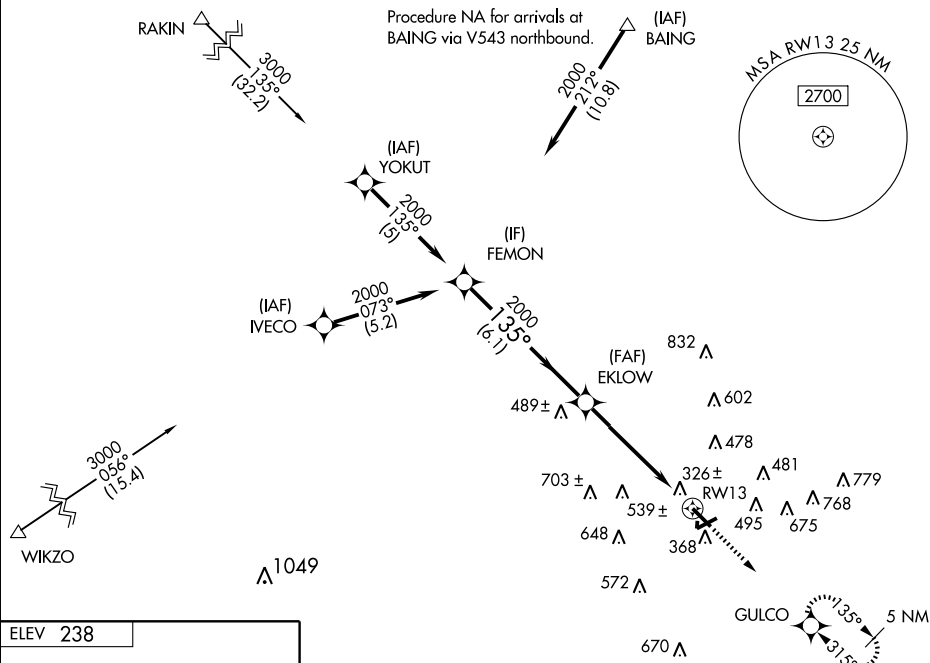 RAKIN
3000
135°
(32.2)
Procedure NA for arrivals at
BAING via V543 northbound.
(IAF)
BAING
2000
212°
(10.8)
MSA RW13 25 NM
2700
(IAF)
YOKUT
2000
135°
(5)
(IF)
FEMON
(IAF)
IVECO
2000
073°
(5.2)
2000
135°
(6.1)
(FAF)
EKLOW
832
602
489±
478
3000
056°
(15.4)
WIKZO
703±
539±
326±
RW13
481
779
768
495
675
648
368
1049
572
GULCO
135°
5 NM
315°
670
ELEV 238